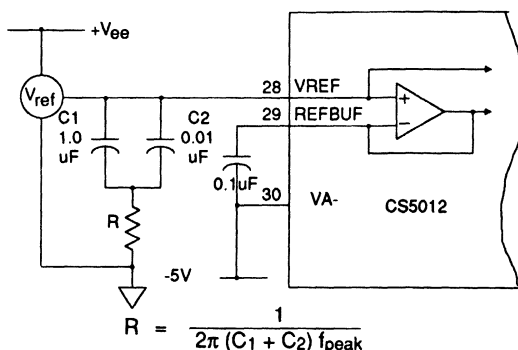 +Vee
Vref
C1
1.0
uF
C2
0.01
uF
28 VREF
29 REFBUF
0.1uF
30
VA-
CS5012
+
-
R
-5V
R = 1 / 2π (C1 + C2) fpeak